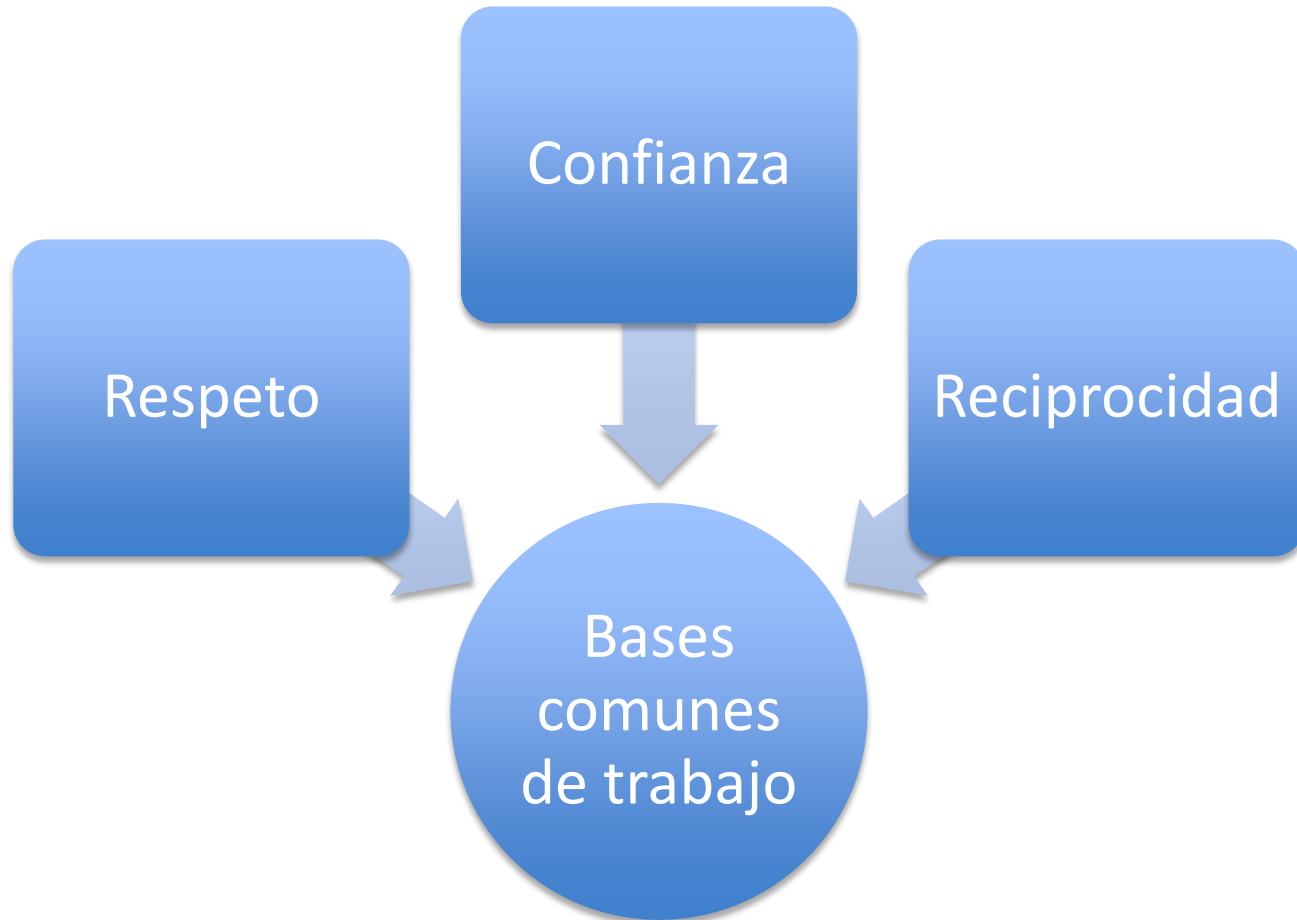 Confianza
Respeto
Reciprocidad
Bases
comunes
de trabajo